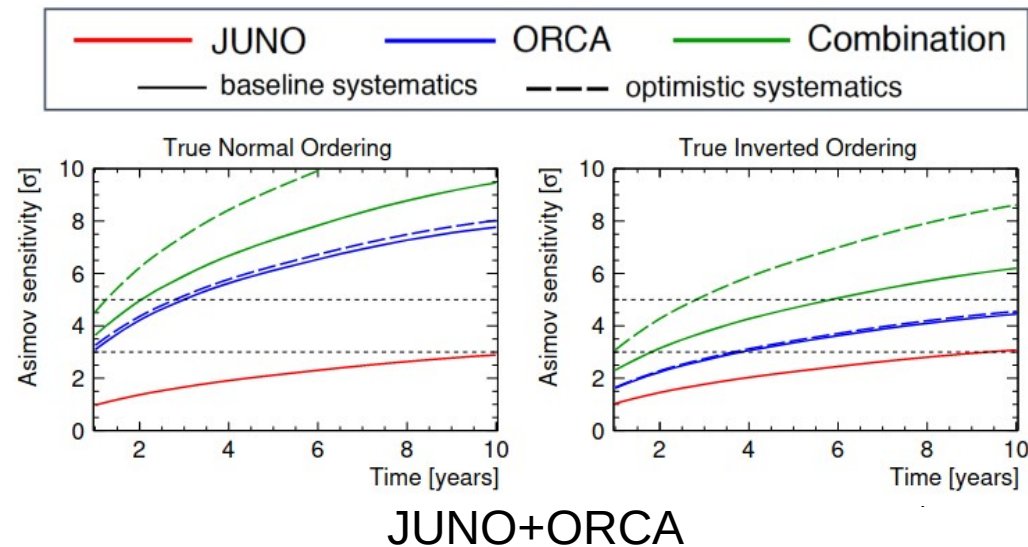 JUNO ORCA Combination
baseline systematics optimistic systematics
True Normal Ordering
Asimov sensitivity [σ]
10
8
6
4
2
0
2 4 6 8 10
Time [years]
True Inverted Ordering
Asimov sensitivity [σ]
10
8
6
4
2
0
2 4 6 8 10
Time [years]
JUNO+ORCA